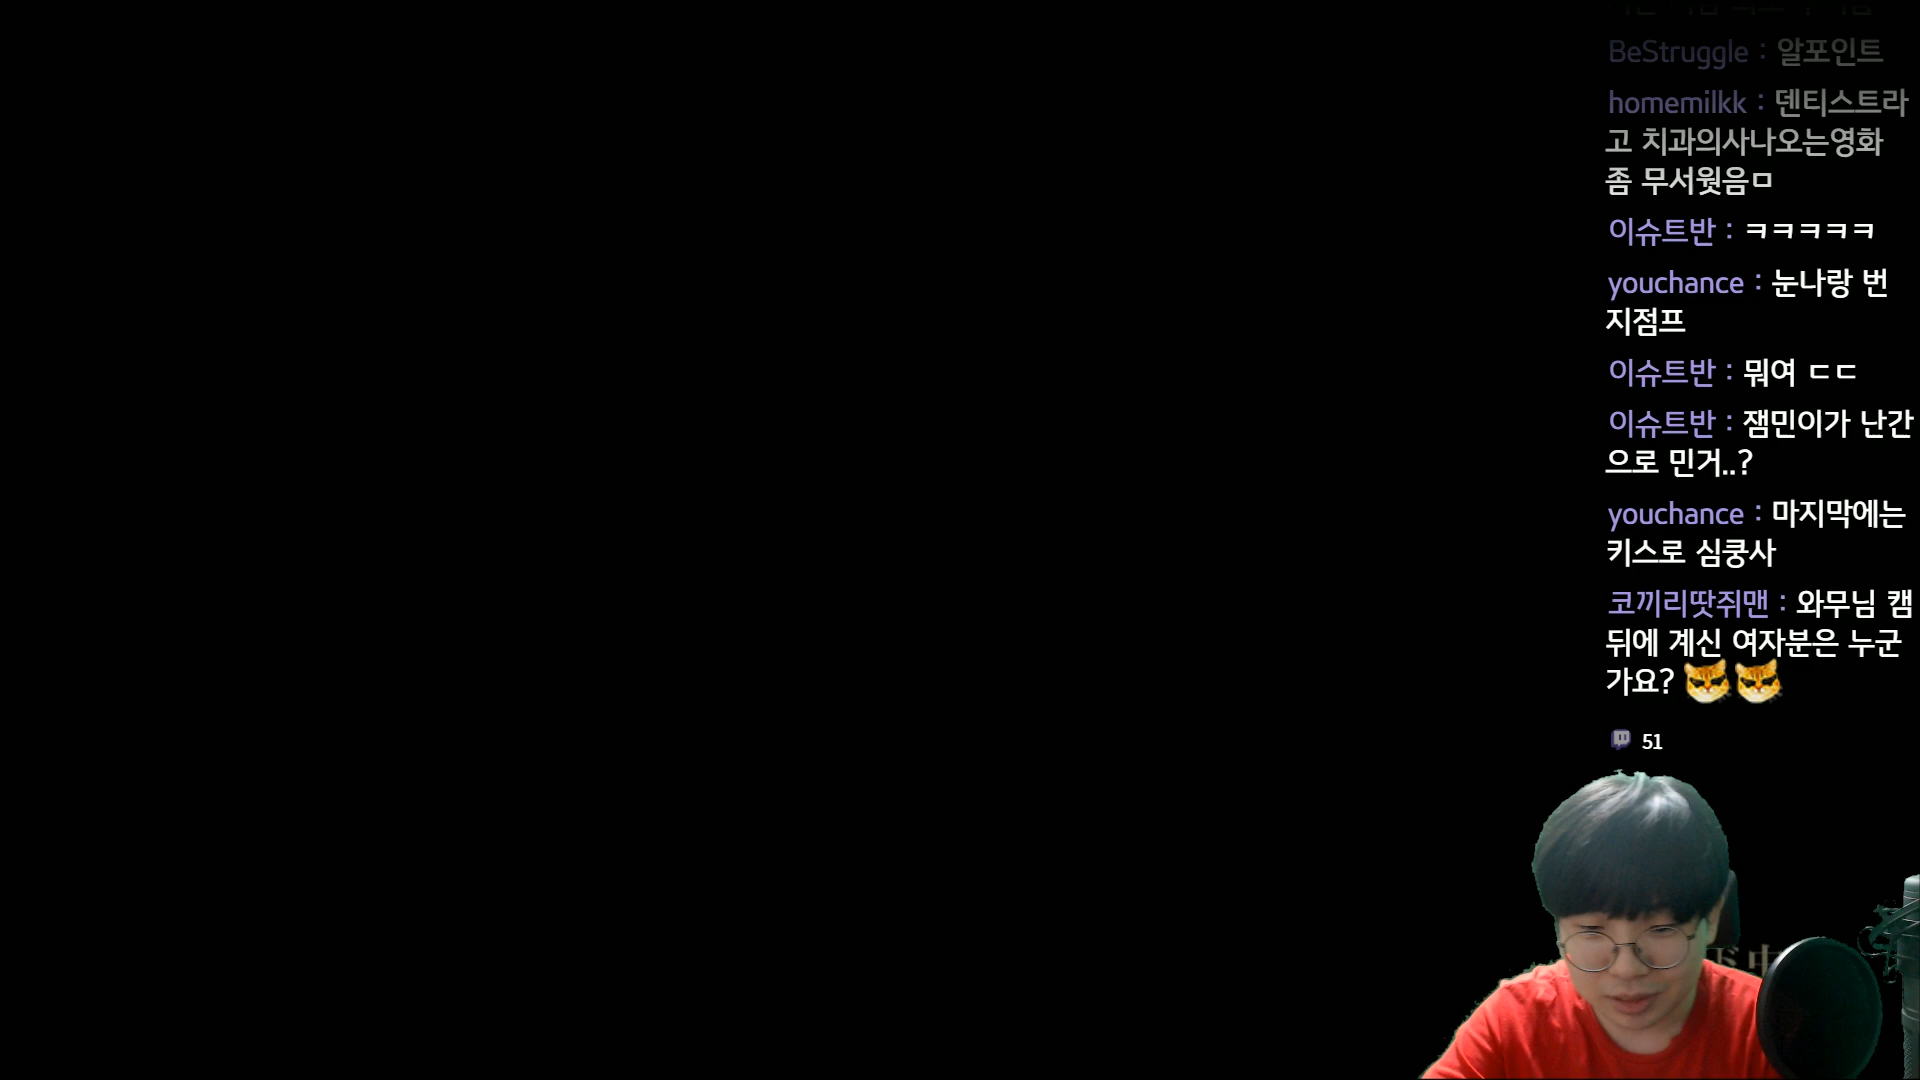 BeStruggle : 알포인트
homemilkk : 덴티스트라
고 치과의사나오는영화
좀 무서웟음ㅁ
이슈트반 : ㅋㅋㅋㅋㅋ
youchance : 눈나랑 번
지점프
이슈트반 : 뭐여 ㄷㄷ
이슈트반 : 잼민이가 난간
으로 민거..?
youchance : 마지막에는
키스로 심쿵사
코끼리땃쥐맨 : 와무님 캠
뒤에 계신 여자분은 누군
가요?
51